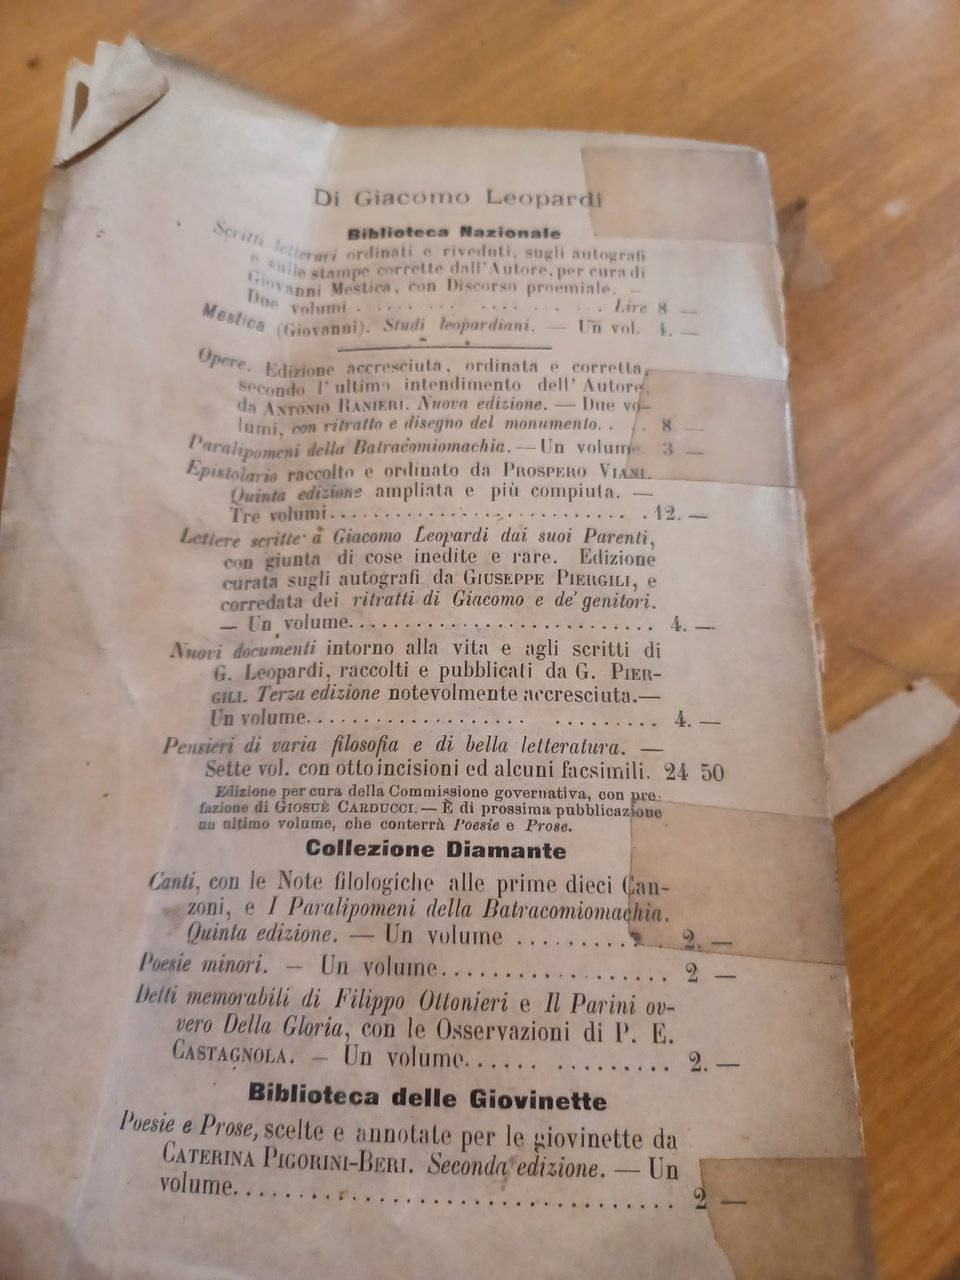 Di Giacomo Leopardi
Biblioteca Nazionale
Scritti letterari ordinati e riveduti, sugli autografi
e sulle stampe corrette dall'Autore, per cura di
Giovanni Mestica, con Discorso proemiale. —
Due volumi . . . . . . . . . . . . . . Lire 8 —
Mestica (Giovanni). Studi leopardiani. — Un vol. 4. —
Opere. Edizione accresciuta, ordinata e corretta,
secondo l'ultimo intendimento dell'Autore,
da ANTONIO RANIERI. Nuova edizione. — Due vo-
lumi, con ritratto e disegno del monumento. . . 8 —
Paralipomeni della Batracomiomachia. — Un volume. 3 —
Epistolario raccolto e ordinato da PROSPERO VIANI.
Quinta edizione ampliata e più compiuta. —
Tre volumi. . . . . . . . . . . . . . . . . . . . . . . . . . 12. —
Lettere scritte a Giacomo Leopardi dai suoi Parenti,
con giunta di cose inedite e rare. Edizione
curata sugli autografi da GIUSEPPE PIERGILI, e
corredata dei ritratti di Giacomo e de' genitori.
— Un volume. . . . . . . . . . . . . . . . . . . . . . . . . 4. —
Nuovi documenti intorno alla vita e agli scritti di
G. Leopardi, raccolti e pubblicati da G. PIER-
GILI. Terza edizione notevolmente accresciuta.—
Un volume. . . . . . . . . . . . . . . . . . . . . . . . . . 4. —
Pensieri di varia filosofia e di bella letteratura. —
Sette vol. con otto incisioni ed alcuni facsimili. 24 50
Edizione per cura della Commissione governativa, con pre-
fazione di GIOSUÈ CARDUCCI. — È di prossima pubblicazione
un ultimo volume, che conterrà Poesie e Prose.
Collezione Diamante
Canti, con le Note filologiche alle prime dieci Can-
zoni, e I Paralipomeni della Batracomiomachia.
Quinta edizione. — Un volume . . . . . . . . . . 2. —
Poesie minori. — Un volume. . . . . . . . . . . . . . . . . 2 —
Detti memorabili di Filippo Ottonieri e Il Parini ov-
vero Della Gloria, con le Osservazioni di P. E.
CASTAGNOLA. — Un volume. . . . . . . . . . . . . . . 2. —
Biblioteca delle Giovinette
Poesie e Prose, scelte e annotate per le giovinette da
CATERINA PIGORINI-BERI. Seconda edizione. — Un
volume. . . . . . . . . . . . . . . . . . . . . . . . . . . . . . 2 —